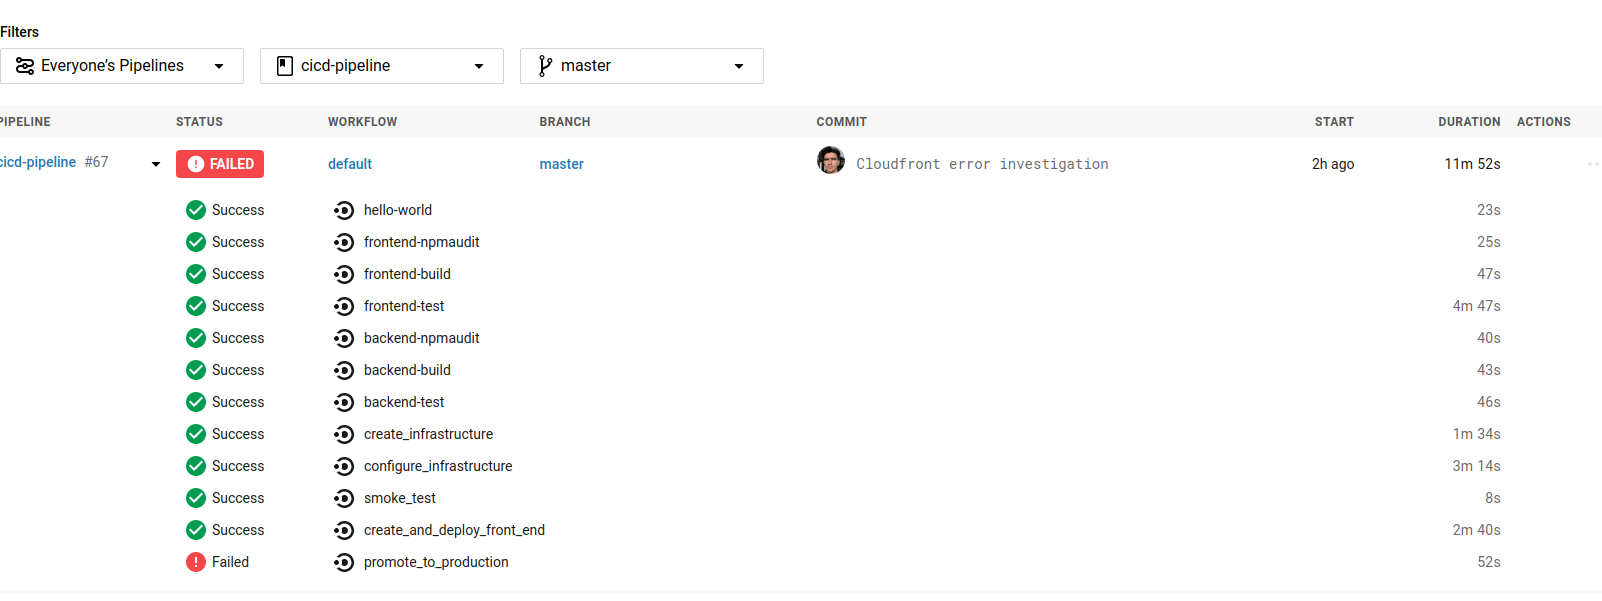 Filters
Everyone's Pipelines cicd-pipeline master
PIPELINE STATUS WORKFLOW BRANCH COMMIT START DURATION ACTIONS
cicd-pipeline #67 FAILED default master Cloudfront error investigation 2h ago 11m 52s
Success hello-world 23s
Success frontend-npmaudit 25s
Success frontend-build 47s
Success frontend-test 4m 47s
Success backend-npmaudit 40s
Success backend-build 43s
Success backend-test 46s
Success create_infrastructure 1m 34s
Success configure_infrastructure 3m 14s
Success smoke_test 8s
Success create_and_deploy_front_end 2m 40s
Failed promote_to_production 52s